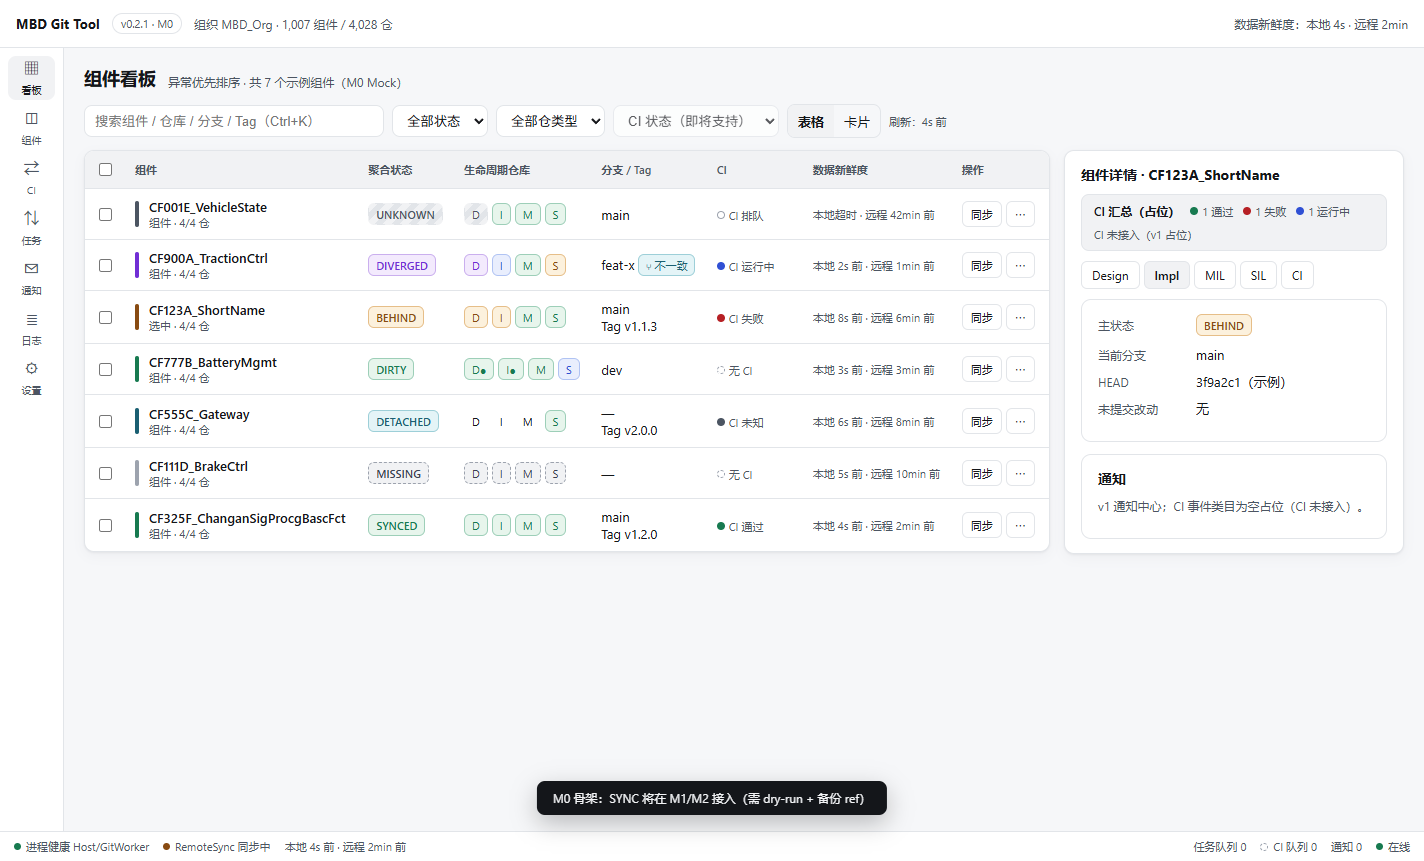 MBD Git Tool v0.2.1 · M0 组织 MBD_Org · 1,007 组件 / 4,028 仓 数据新鲜度：本地 4s · 远程 2min
看板
组件
CI
任务
通知
日志
设置
组件看板 异常优先排序 · 共 7 个示例组件（M0 Mock）
搜索组件 / 仓库 / 分支 / Tag（Ctrl+K） 全部状态 全部仓类型 CI 状态（即将支持） 表格 卡片 刷新：4s 前
组件 聚合状态 生命周期仓库 分支 / Tag CI 数据新鲜度 操作
CF001E_VehicleState UNKNOWN D I M S main CI 排队 本地超时 · 远程 42min 前 同步 ···
组件 · 4/4 仓
CF900A_TractionCtrl DIVERGED D I M S feat-x 不一致 CI 运行中 本地 2s 前 · 远程 1min 前 同步 ···
组件 · 4/4 仓
CF123A_ShortName BEHIND D I M S main CI 失败 本地 8s 前 · 远程 6min 前 同步 ···
选中 · 4/4 仓 Tag v1.1.3
CF777B_BatteryMgmt DIRTY D● I● M S dev 无 CI 本地 3s 前 · 远程 3min 前 同步 ···
组件 · 4/4 仓
CF555C_Gateway DETACHED D I M S — CI 未知 本地 6s 前 · 远程 8min 前 同步 ···
组件 · 4/4 仓 Tag v2.0.0
CF111D_BrakeCtrl MISSING D I M S — 无 CI 本地 5s 前 · 远程 10min 前 同步 ···
组件 · 4/4 仓
CF325F_ChanganSigProcgBascFct SYNCED D I M S main CI 通过 本地 4s 前 · 远程 2min 前 同步 ···
组件 · 4/4 仓 Tag v1.2.0
组件详情 · CF123A_ShortName
CI 汇总（占位） 1 通过 1 失败 1 运行中
CI 未接入（v1 占位）
Design Impl MIL SIL CI
主状态 BEHIND
当前分支 main
HEAD 3f9a2c1（示例）
未提交改动 无
通知
v1 通知中心；CI 事件类目为空占位（CI 未接入）。
M0 骨架：SYNC 将在 M1/M2 接入（需 dry-run + 备份 ref）
进程健康 Host/GitWorker RemoteSync 同步中 本地 4s 前 · 远程 2min 前 任务队列 0 CI 队列 0 通知 0 在线